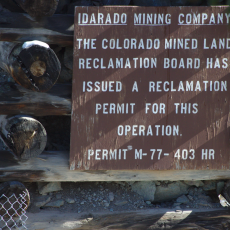 IDARADO MINING COMPANY
THE COLORADO MINED LAND
RECLAMATION BOARD HAS
ISSUED A RECLAMATION
PERMIT FOR THIS
OPERATION.
PERMIT # M-77-403 HR